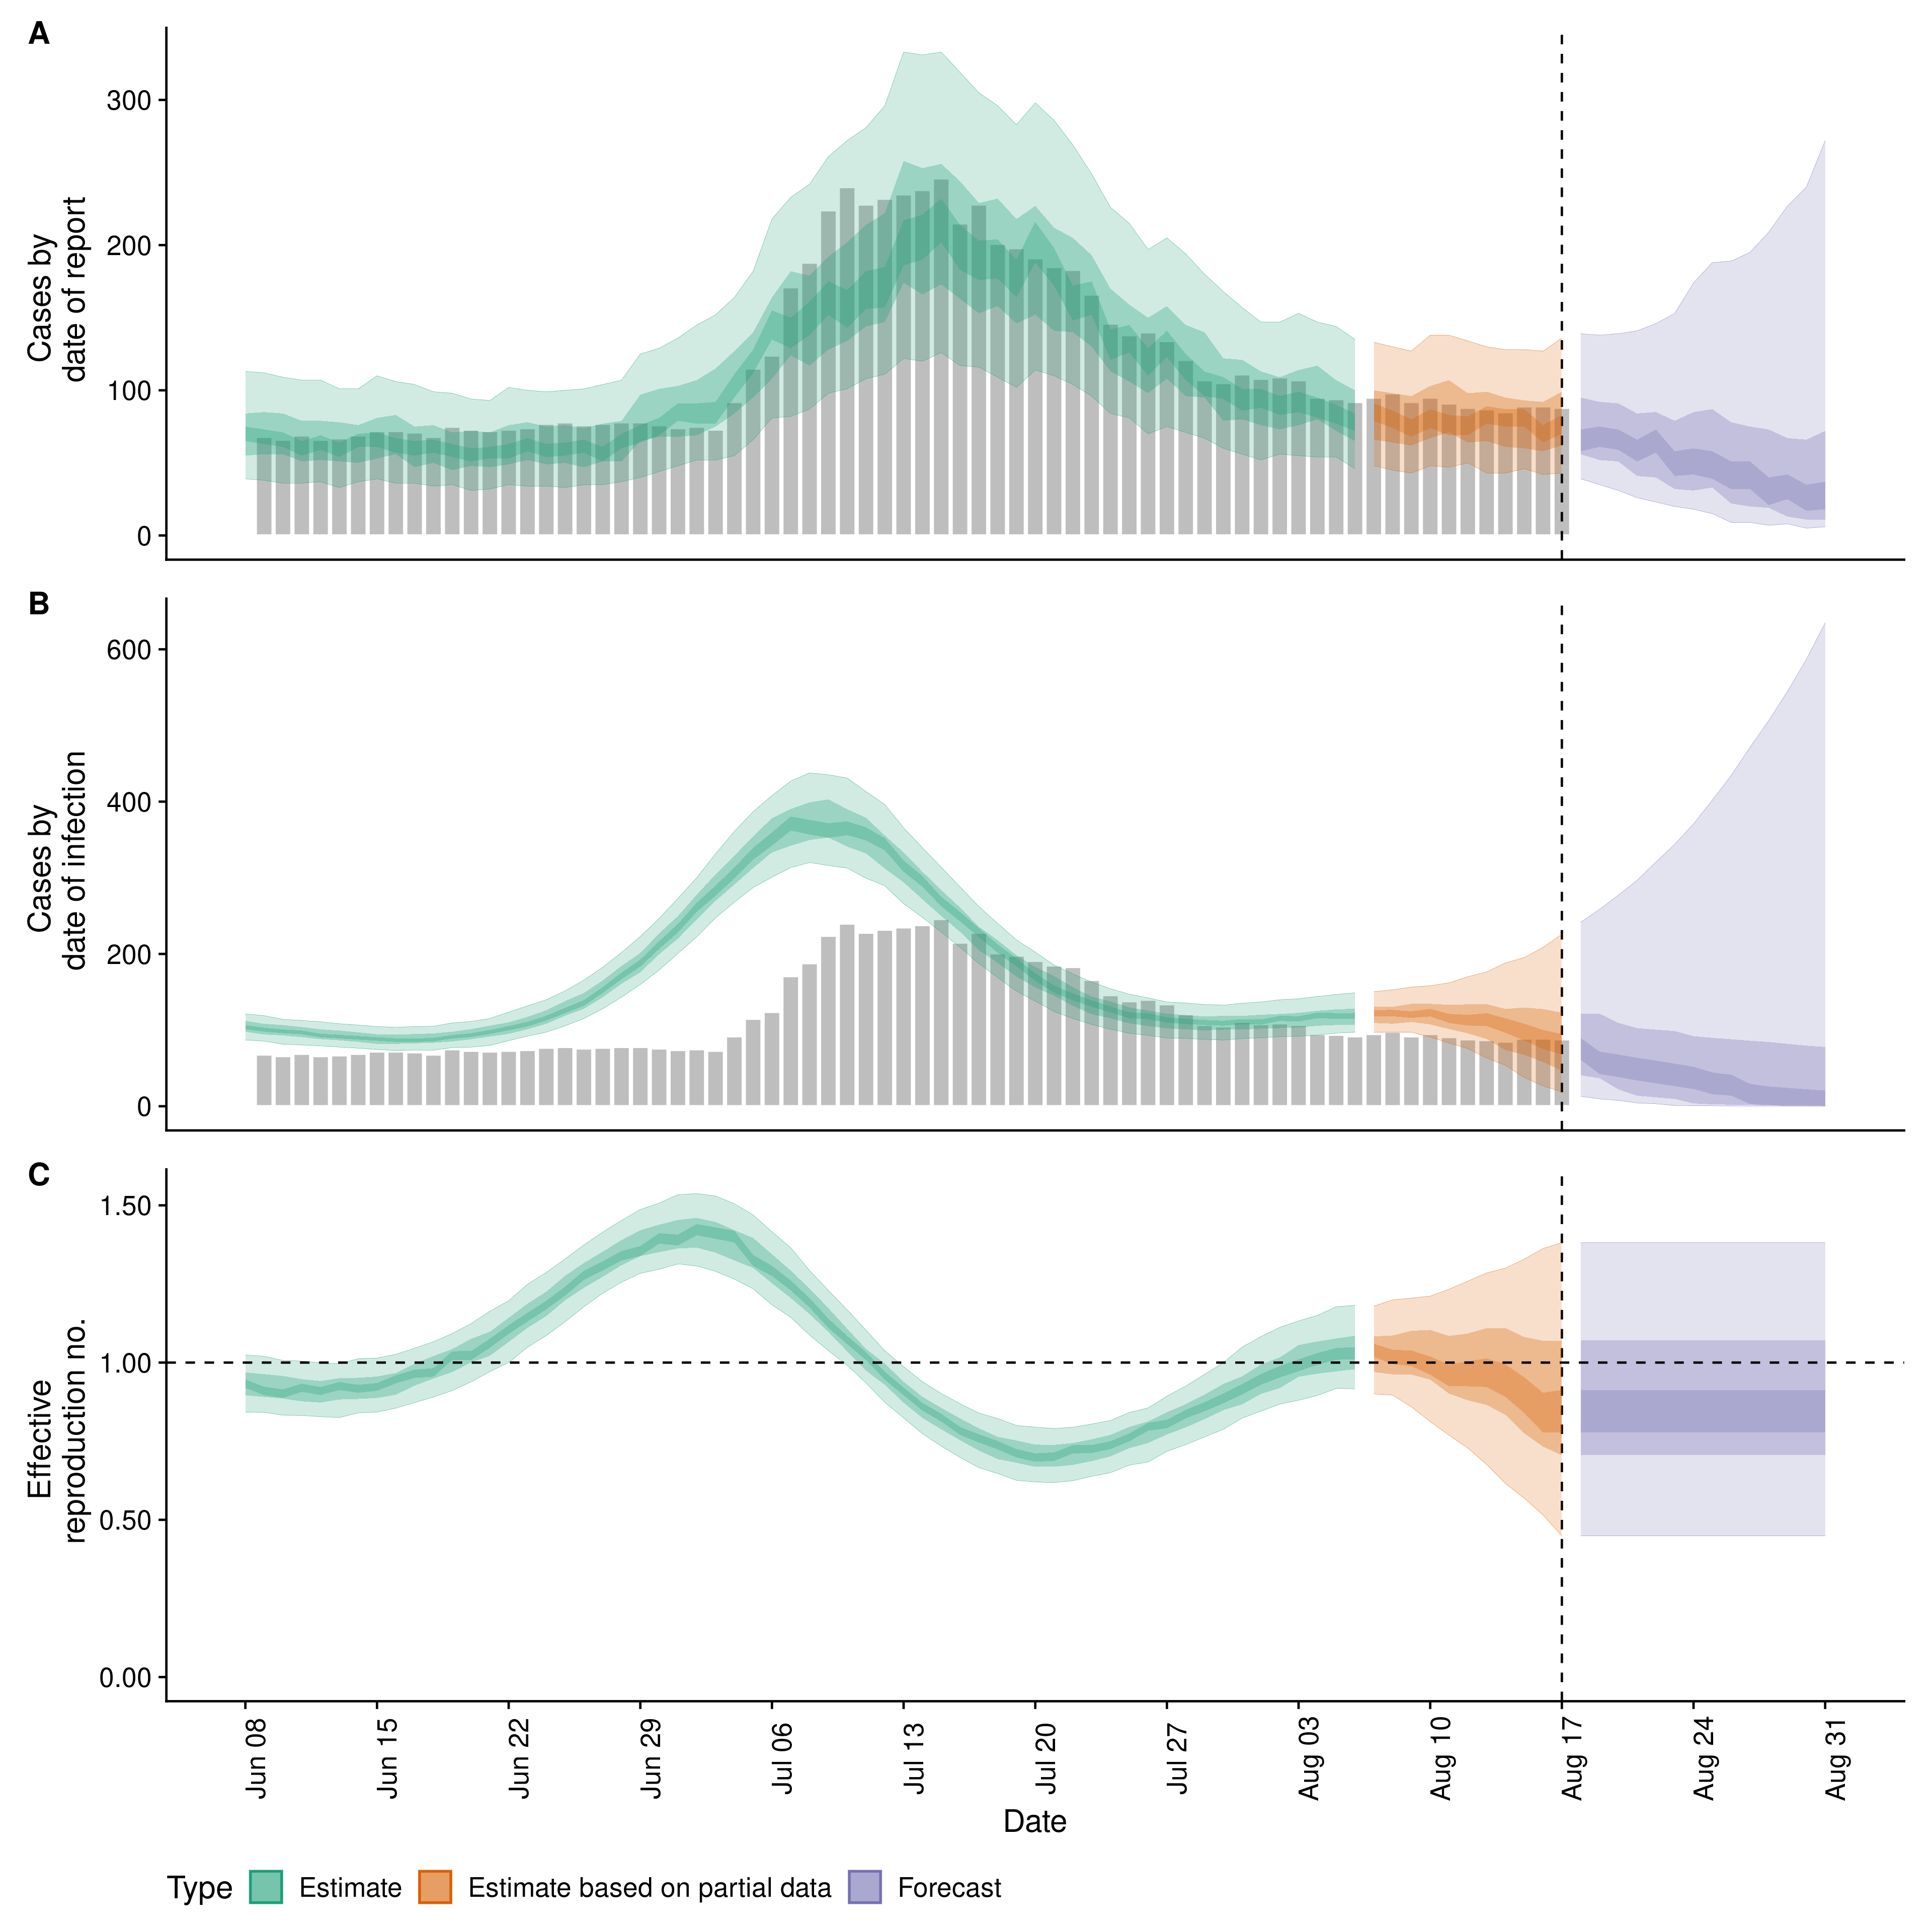 A
300
200
100
0
Cases by
date of report
B
600
400
200
0
Cases by
date of infection
C
1.50
1.00
0.50
0.00
Effective
reproduction no.
Jun 08
Jun 15
Jun 22
Jun 29
Jul 06
Jul 13
Jul 20
Jul 27
Aug 03
Aug 10
Aug 17
Aug 24
Aug 31
Date
Type Estimate Estimate based on partial data Forecast